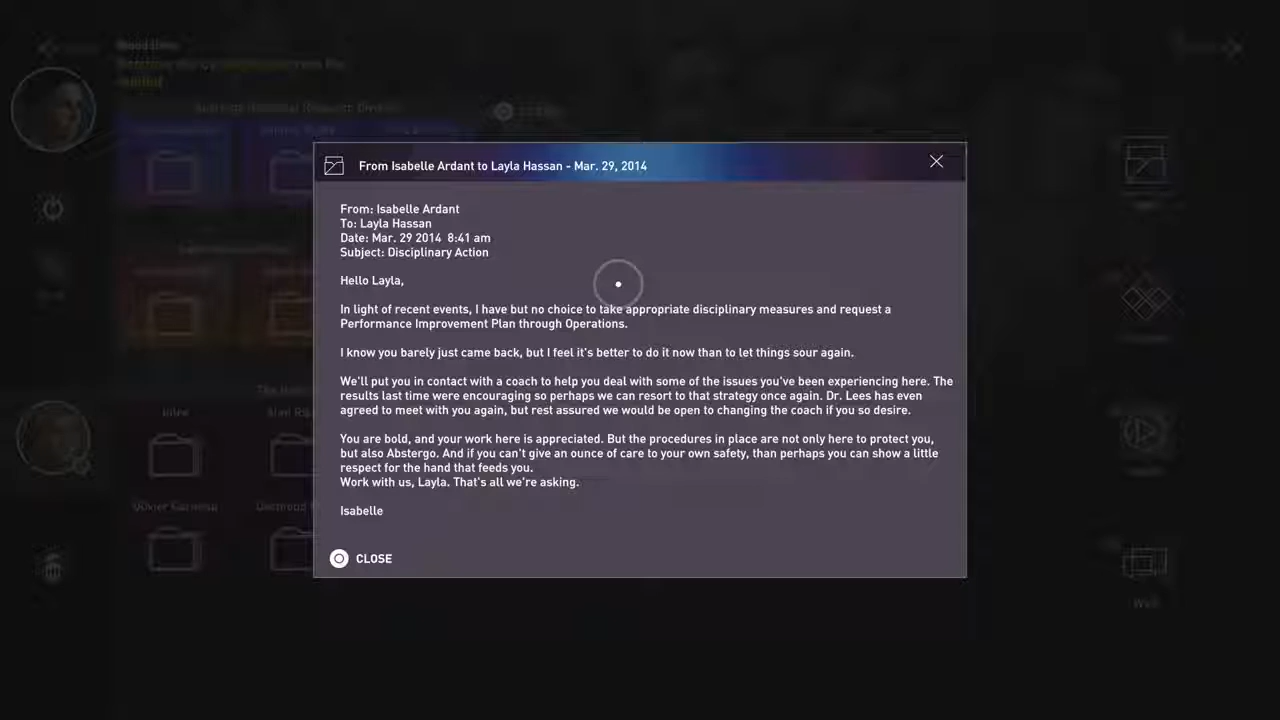 From Isabelle Ardant to Layla Hassan - Mar. 29, 2014
From: Isabelle Ardant
To: Layla Hassan
Date: Mar. 29 2014 8:41 am
Subject: Disciplinary Action
Hello Layla,
In light of recent events, I have but no choice to take appropriate disciplinary measures and request a
Performance Improvement Plan through Operations.
I know you barely just came back, but I feel it's better to do it now than to let things sour again.
We'll put you in contact with a coach to help you deal with some of the issues you've been experiencing here. The
results last time were encouraging so perhaps we can resort to that strategy once again. Dr. Lees has even
agreed to meet with you again, but rest assured we would be open to changing the coach if you so desire.
You are bold, and your work here is appreciated. But the procedures in place are not only here to protect you,
but also Abstergo. And if you can't give an ounce of care to your own safety, than perhaps you can show a little
respect for the hand that feeds you.
Work with us, Layla. That's all we're asking.
Isabelle
CLOSE